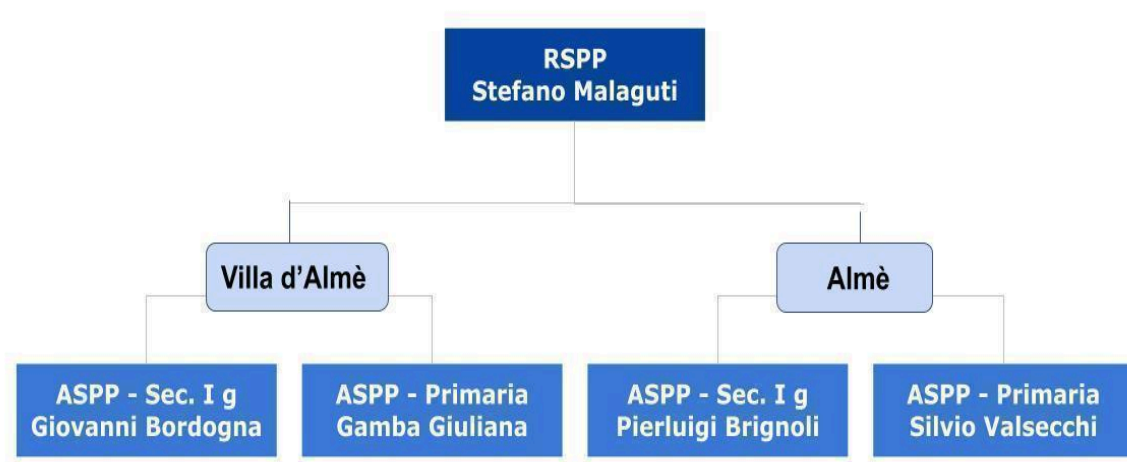 RSPP
Stefano Malaguti
Villa d'Almè
Almè
ASPP - Sec. I g
Giovanni Bordogna
ASPP - Primaria
Gamba Giuliana
ASPP - Sec. I g
Pierluigi Brignoli
ASPP - Primaria
Silvio Valsecchi